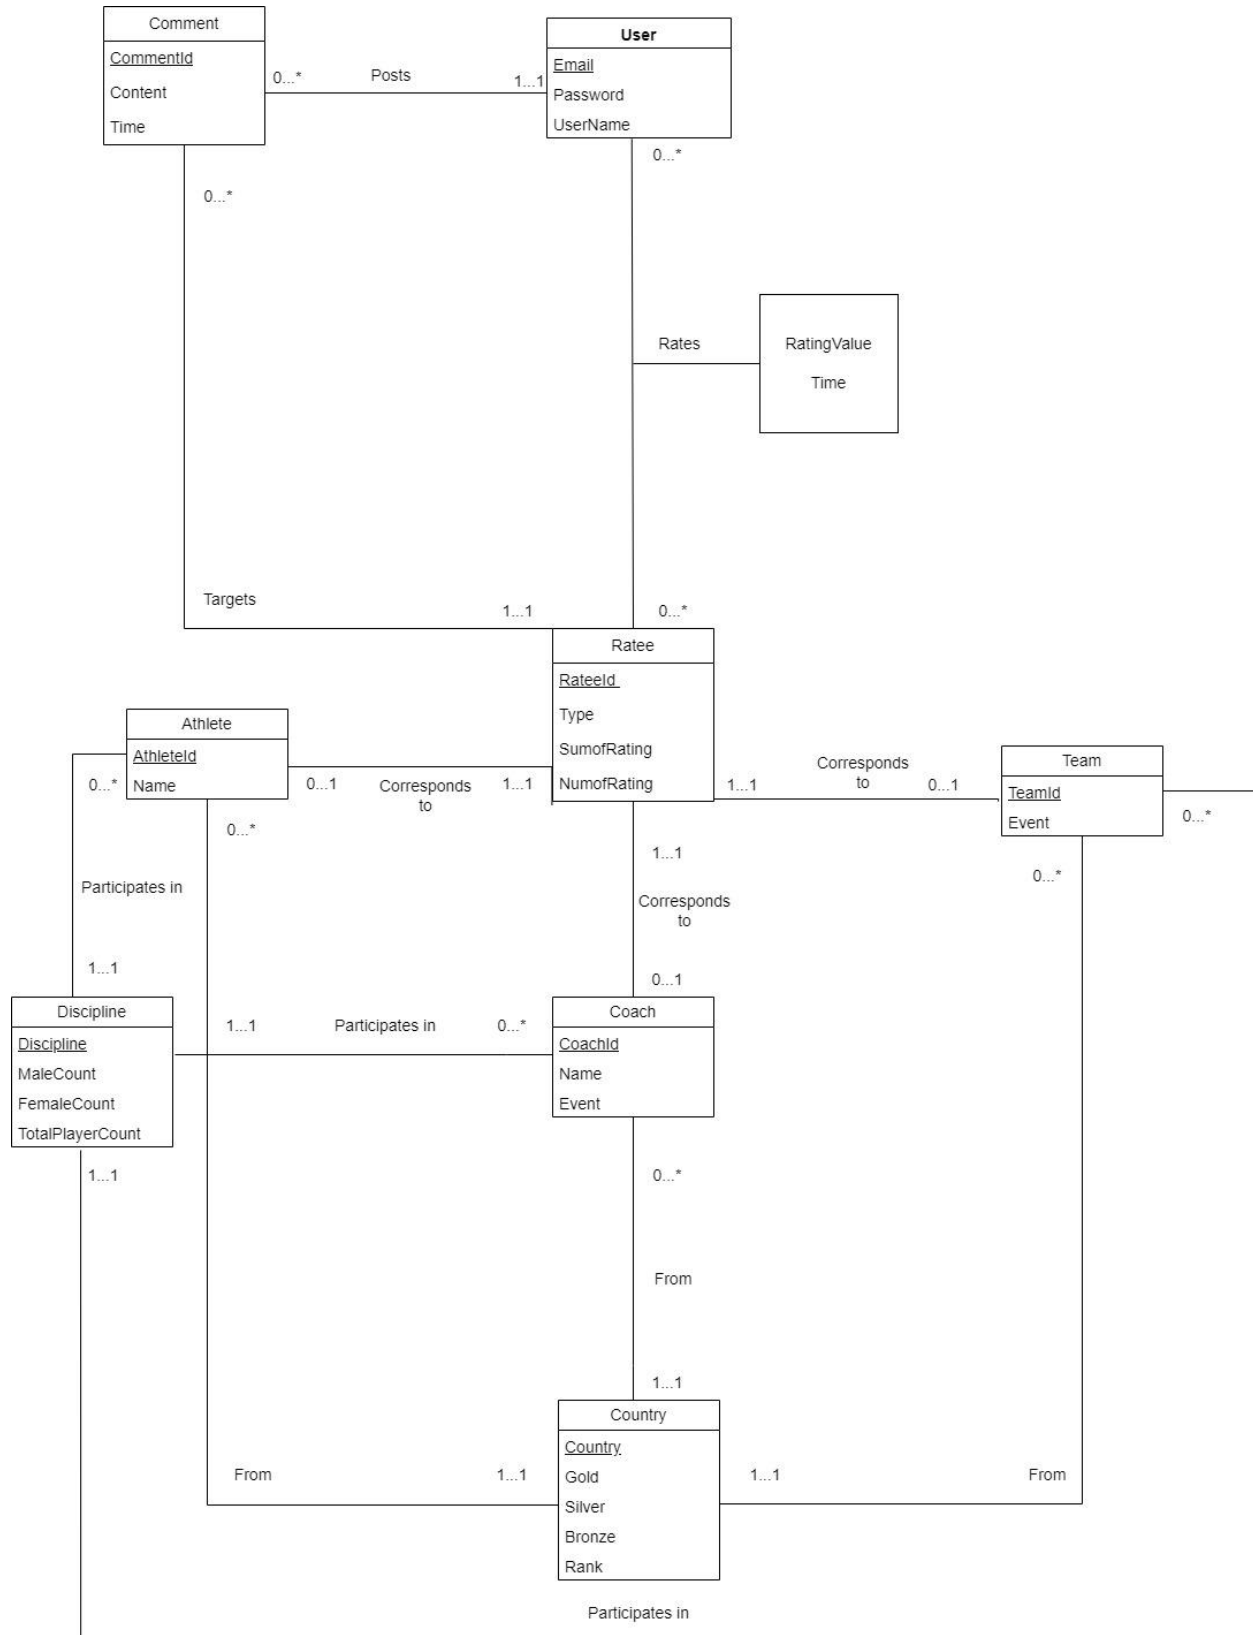 Comment
CommentId
Content
Time
0...*
Posts
1...1
User
Email
Password
UserName
0...*
0...*
Rates
RatingValue
Time
Targets
1...1
0...*
Ratee
RateeId
Type
SumofRating
NumofRating
Athlete
AthleteId
Name
0...*
0...1
Corresponds
to
1...1
1...1
Corresponds
to
0...1
Team
TeamId
Event
0...*
0...*
0...*
1...1
Corresponds
to
0...1
Participates in
1...1
Discipline
Discipline
MaleCount
FemaleCount
TotalPlayerCount
1...1
Participates in
0...*
Coach
CoachId
Name
Event
1...1
0...*
From
1...1
Country
Country
Gold
Silver
Bronze
Rank
From
1...1
1...1
From
Participates in